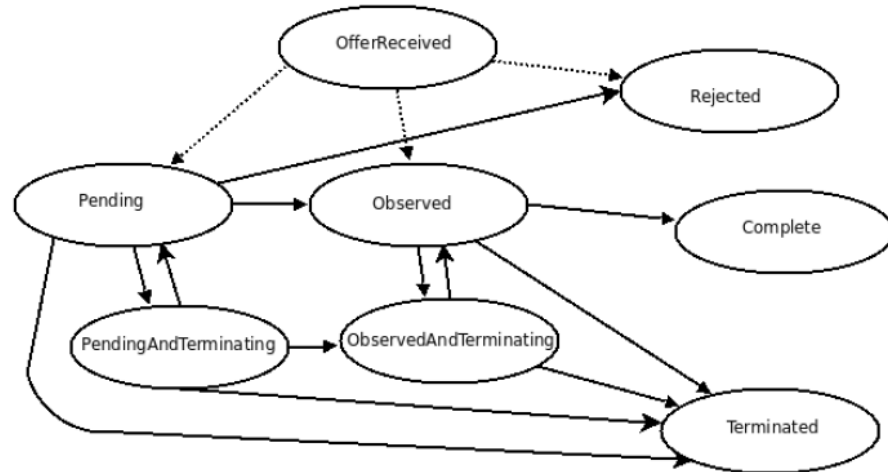 OfferReceived
Rejected
Pending
Observed
Complete
PendingAndTerminating
ObservedAndTerminating
Terminated